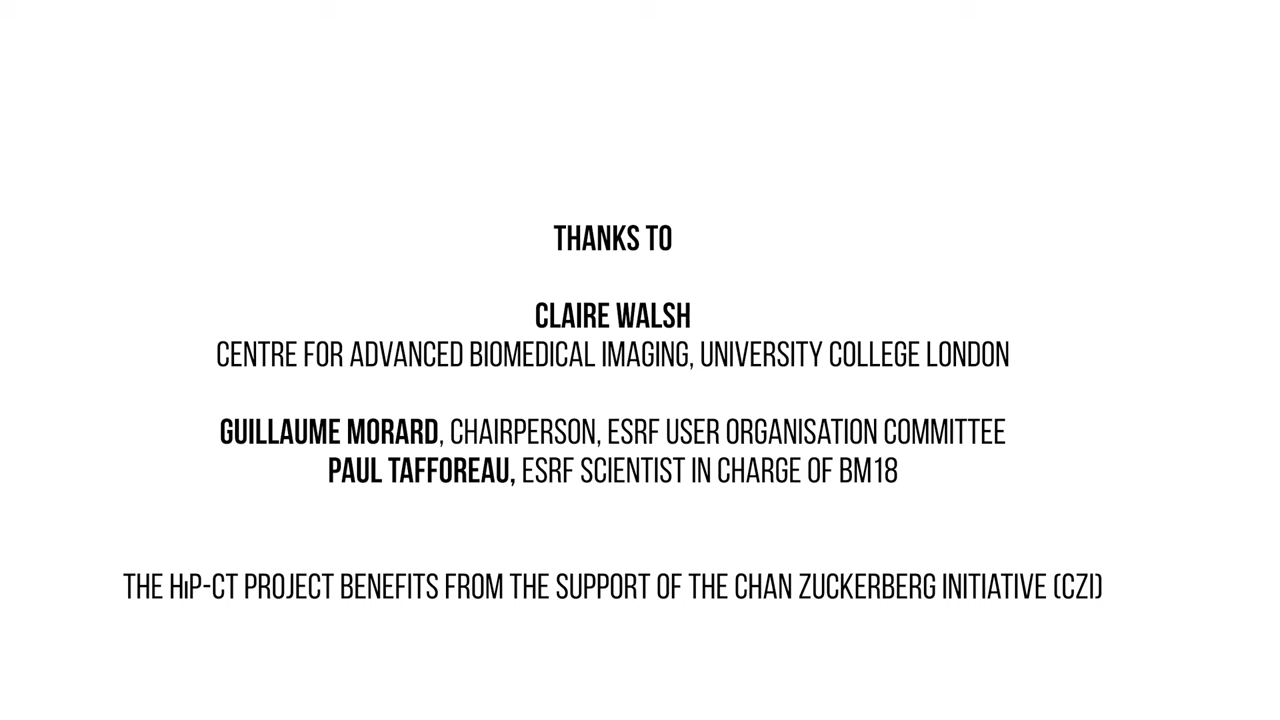 THANKS TO
CLAIRE WALSH
CENTRE FOR ADVANCED BIOMEDICAL IMAGING, UNIVERSITY COLLEGE LONDON
GUILLAUME MORARD, CHAIRPERSON, ESRF USER ORGANISATION COMMITTEE
PAUL TAFFOREAU, ESRF SCIENTIST IN CHARGE OF BM18
THE HiP-CT PROJECT BENEFITS FROM THE SUPPORT OF THE CHAN ZUCKERBERG INITIATIVE (CZI)